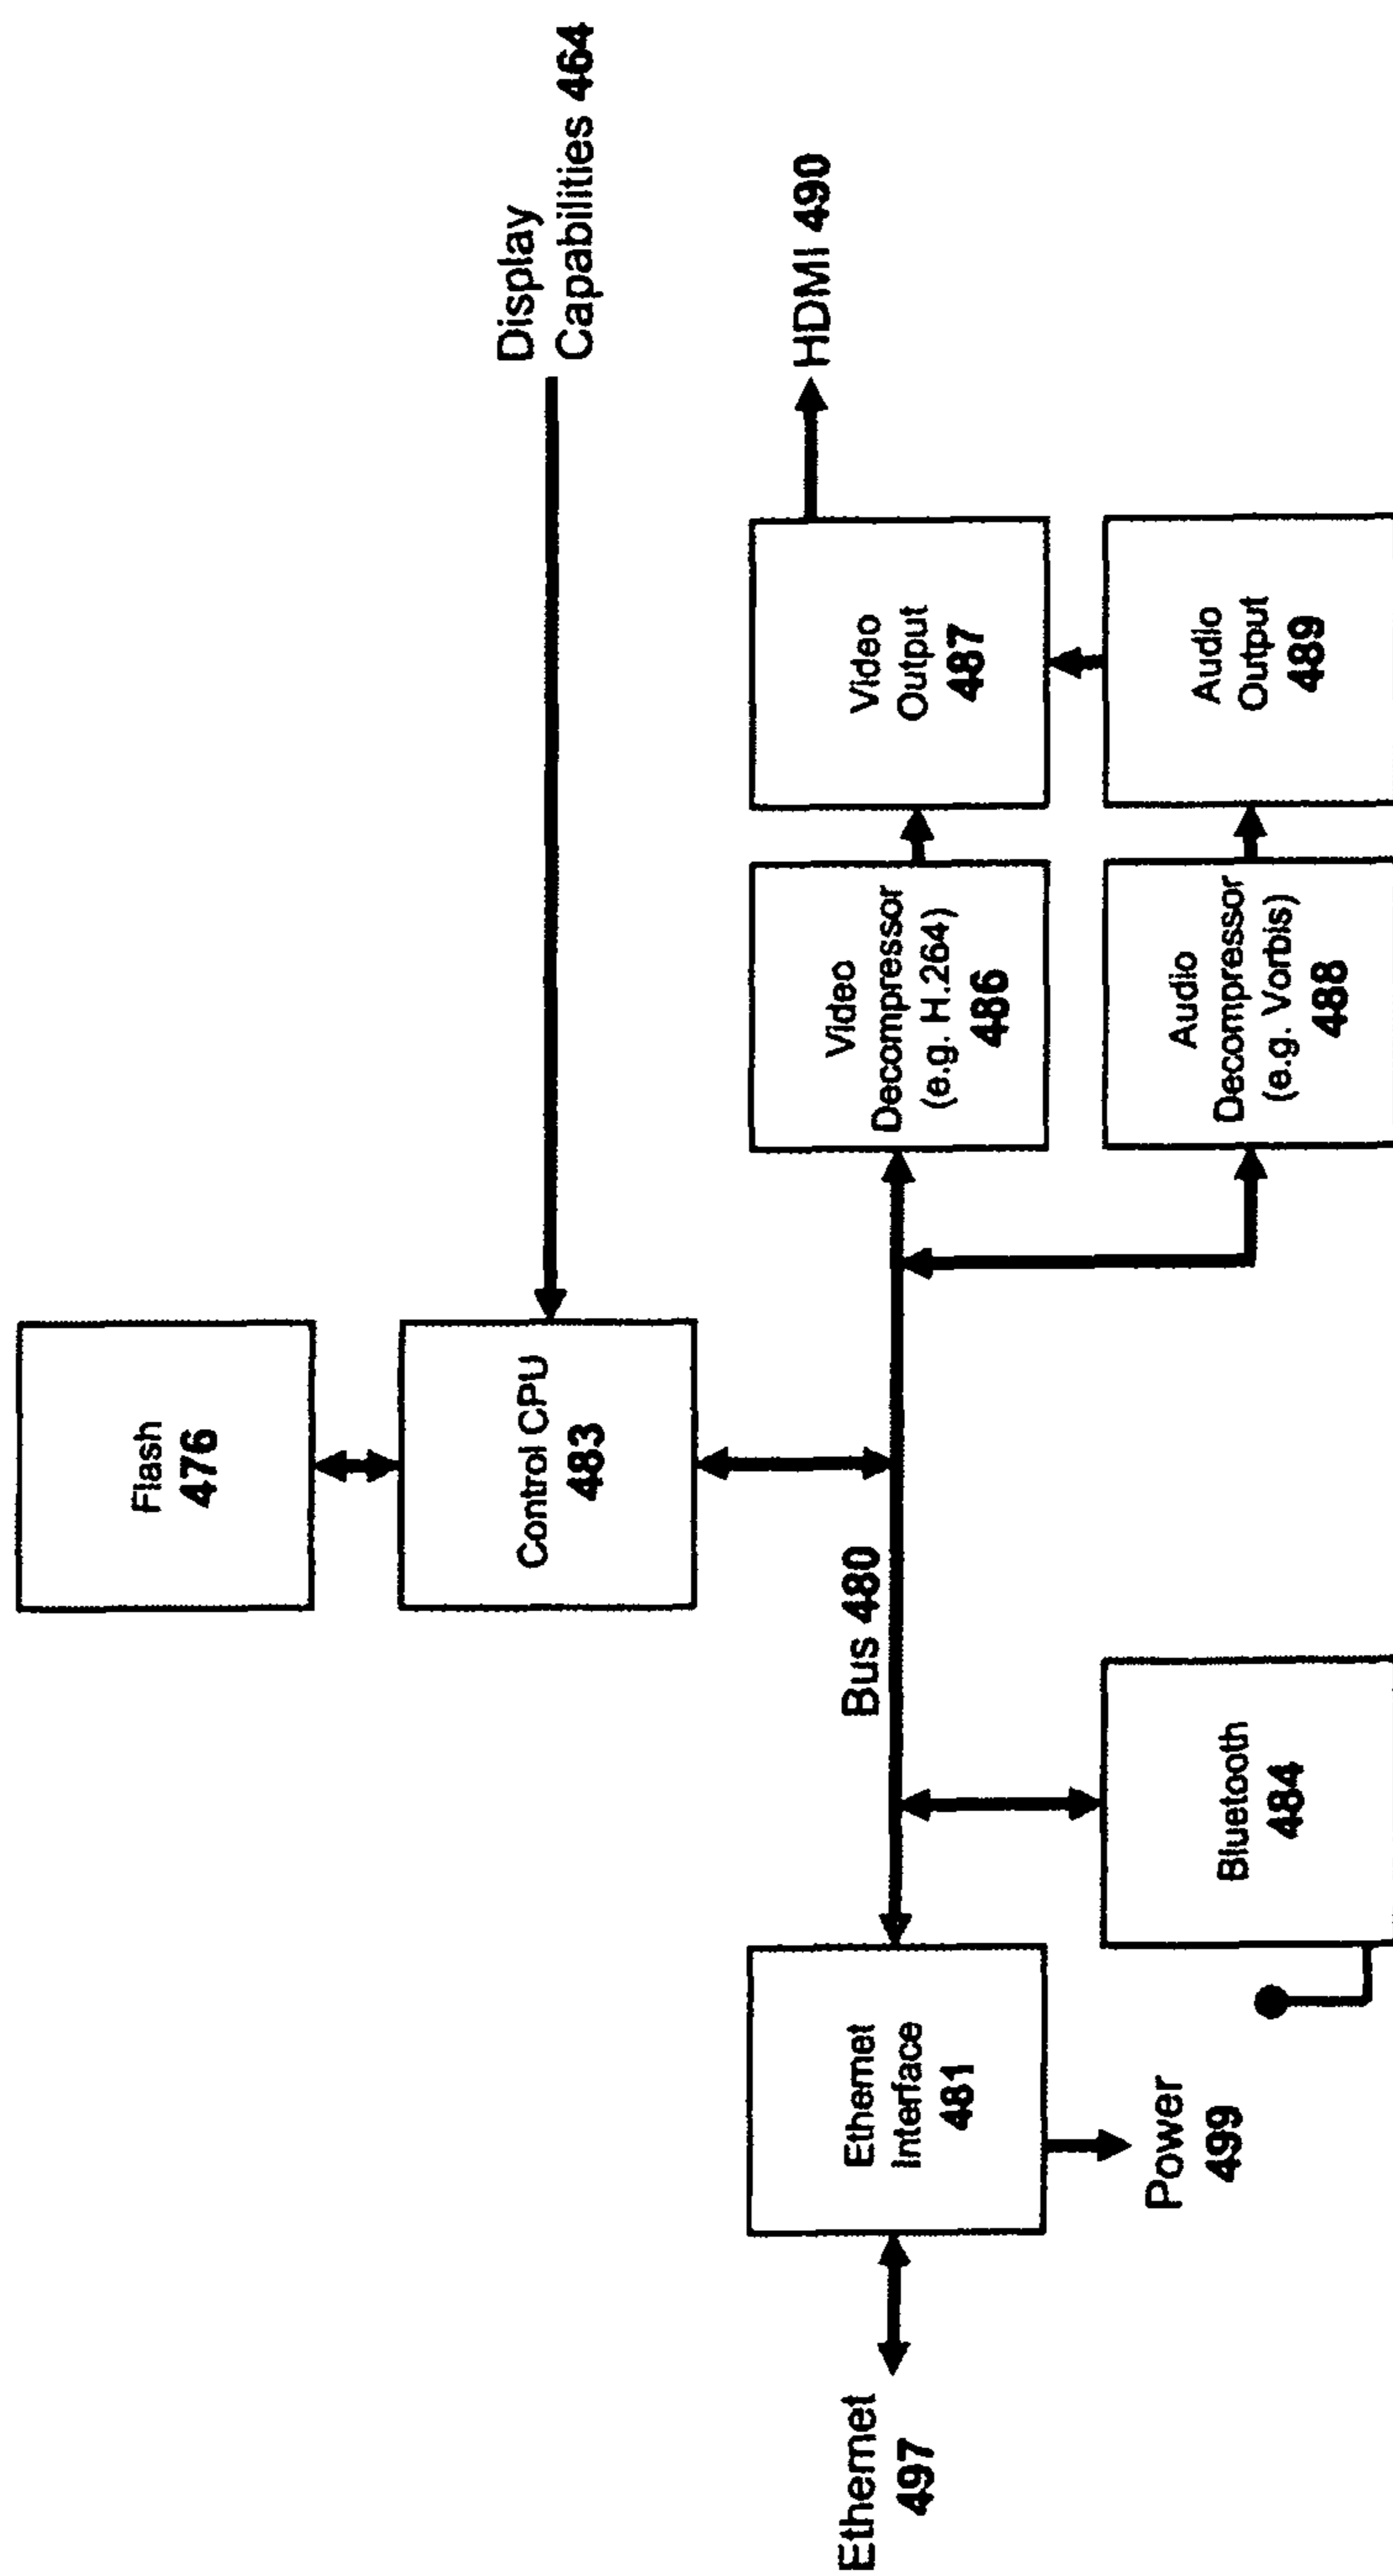 Flash
476
Display
Capabilities 464
Control CPU
483
Bus 480
HDMI 490
Ethernet
497
Ethernet
Interface
481
Video
Decompressor
(e.g. H.264)
486
Video
Output
487
Power
499
Bluetooth
484
Audio
Decompressor
(e.g. Vorbis)
488
Audio
Output
489